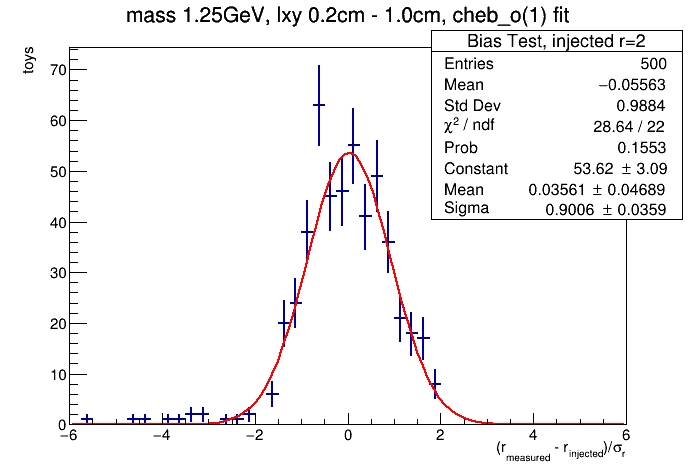 mass 1.25GeV, lxy 0.2cm - 1.0cm, cheb_o(1) fit
Bias Test, injected r=2
Entries 500
Mean −0.05563
Std Dev 0.9884
χ² / ndf 28.64 / 22
Prob 0.1553
Constant 53.62 ± 3.09
Mean 0.03561 ± 0.04689
Sigma 0.9006 ± 0.0359
toys
70
60
50
40
30
20
10
0
−6 −4 −2 0 2 4 6
(r_measured - r_injected)/σ_r